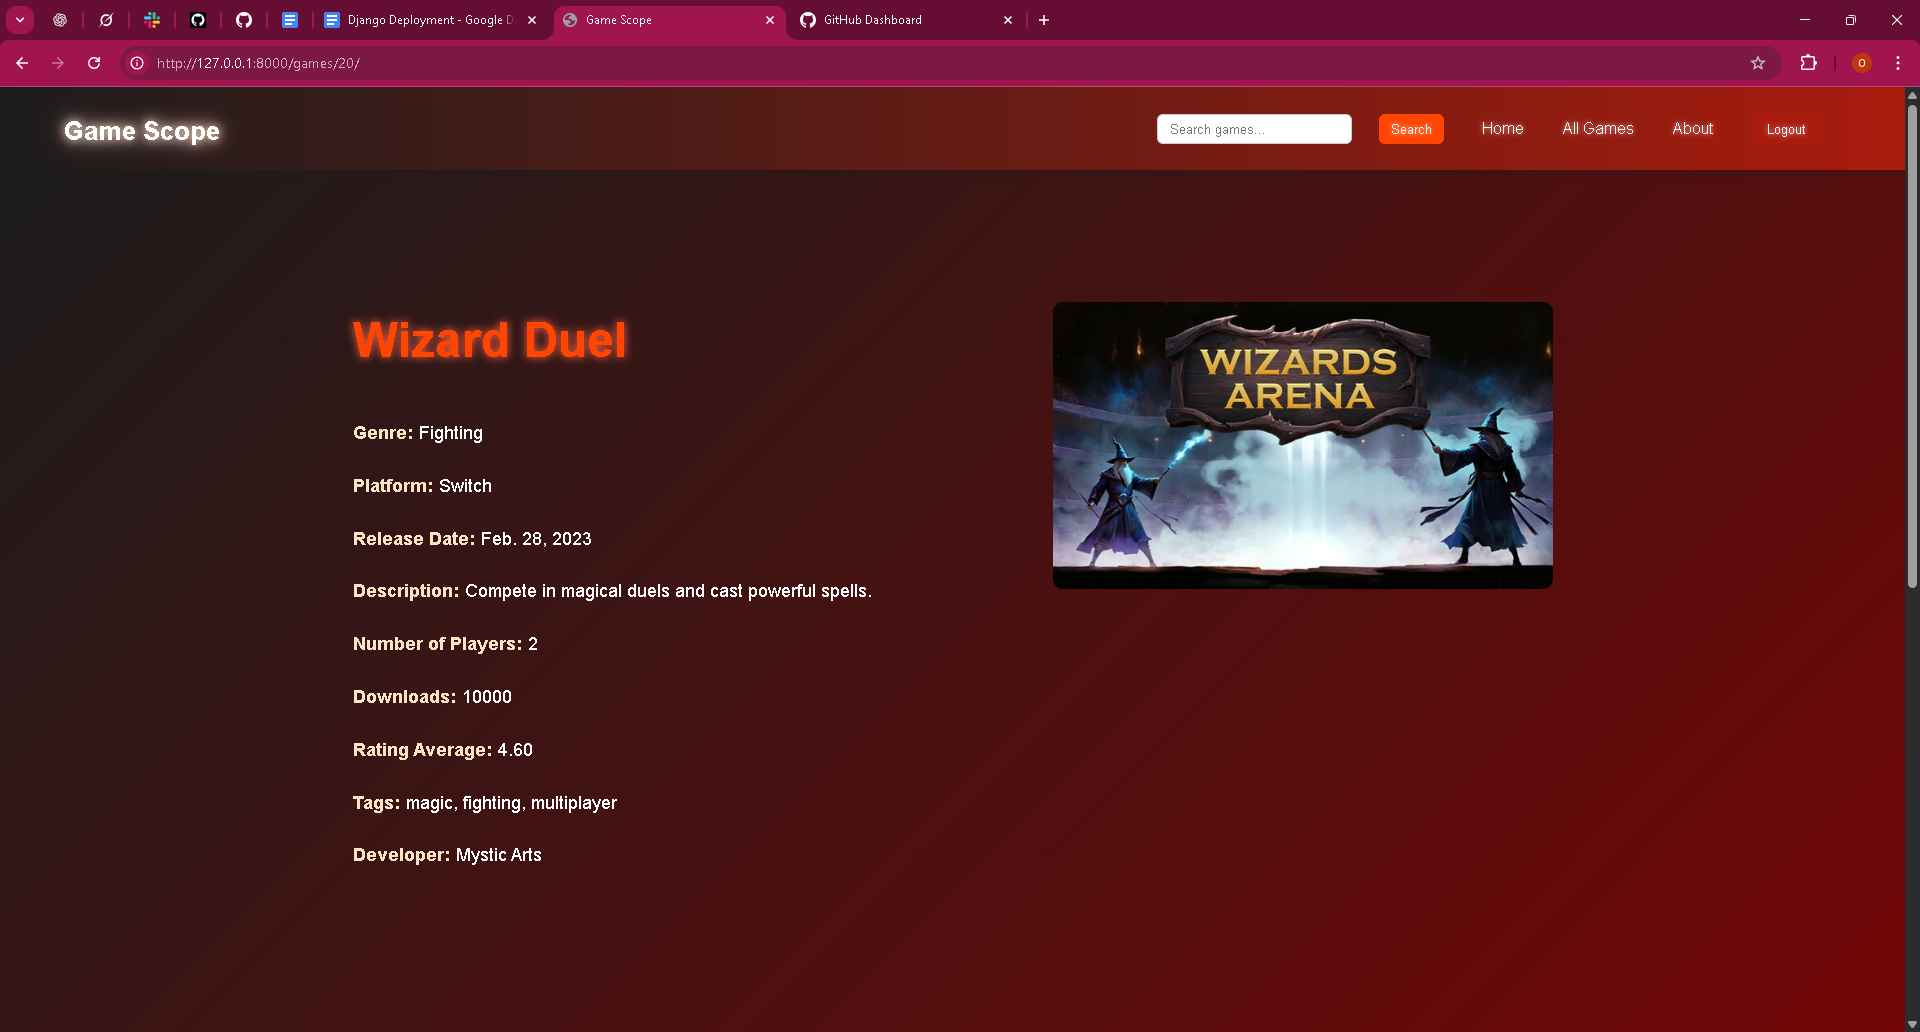 Django Deployment - Google D
Game Scope
GitHub Dashboard
http://127.0.0.1:8000/games/20/
O
Game Scope
Search games...
Search
Home
All Games
About
Logout
Wizard Duel
WIZARDS
ARENA
Genre: Fighting
Platform: Switch
Release Date: Feb. 28, 2023
Description: Compete in magical duels and cast powerful spells.
Number of Players: 2
Downloads: 10000
Rating Average: 4.60
Tags: magic, fighting, multiplayer
Developer: Mystic Arts